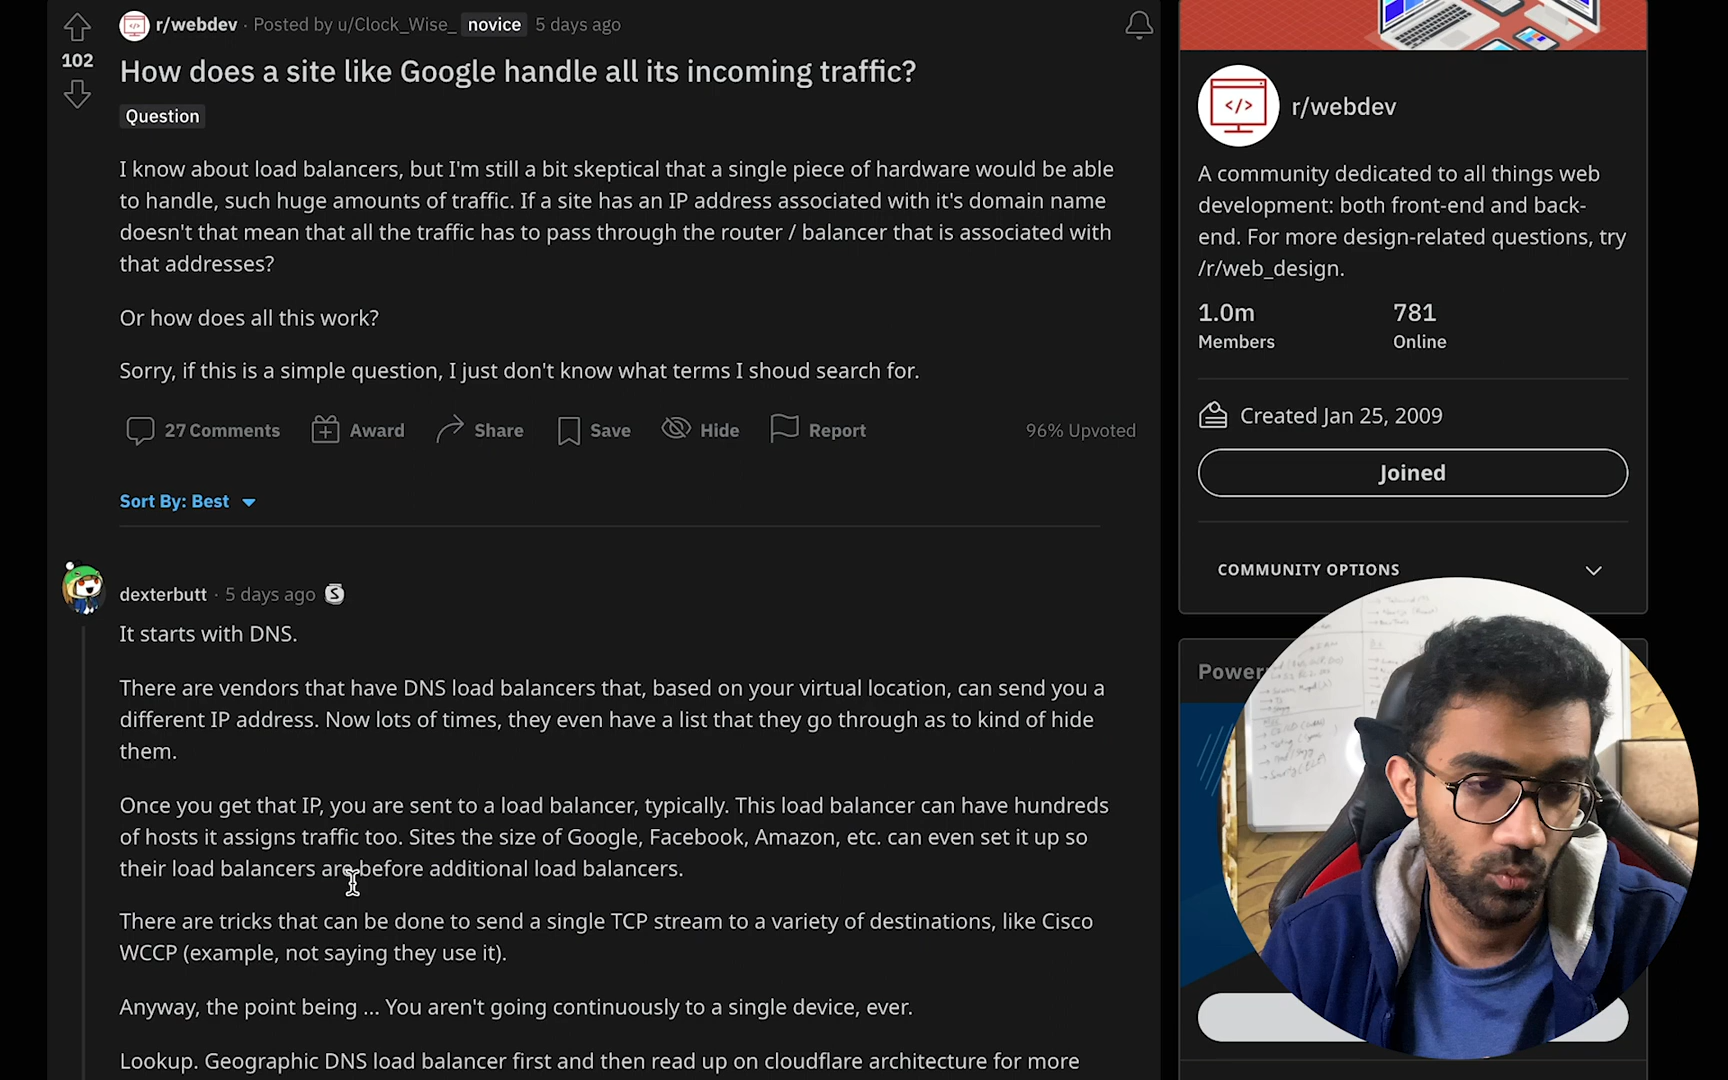 r/webdev · Posted by u/Clock_Wise_ novice 5 days ago
102
How does a site like Google handle all its incoming traffic?
Question
I know about load balancers, but I'm still a bit skeptical that a single piece of hardware would be able
to handle, such huge amounts of traffic. If a site has an IP address associated with it's domain name
doesn't that mean that all the traffic has to pass through the router / balancer that is associated with
that addresses?
Or how does all this work?
Sorry, if this is a simple question, I just don't know what terms I shoud search for.
27 Comments Award Share Save Hide Report 96% Upvoted
Sort By: Best
dexterbutt · 5 days ago S
It starts with DNS.
There are vendors that have DNS load balancers that, based on your virtual location, can send you a
different IP address. Now lots of times, they even have a list that they go through as to kind of hide
them.
Once you get that IP, you are sent to a load balancer, typically. This load balancer can have hundreds
of hosts it assigns traffic too. Sites the size of Google, Facebook, Amazon, etc. can even set it up so
their load balancers are before additional load balancers.
There are tricks that can be done to send a single TCP stream to a variety of destinations, like Cisco
WCCP (example, not saying they use it).
Anyway, the point being ... You aren't going continuously to a single device, ever.
Lookup. Geographic DNS load balancer first and then read up on cloudflare architecture for more
</> r/webdev
A community dedicated to all things web
development: both front-end and back-
end. For more design-related questions, try
/r/web_design.
1.0m 781
Members Online
Created Jan 25, 2009
Joined
COMMUNITY OPTIONS
Power